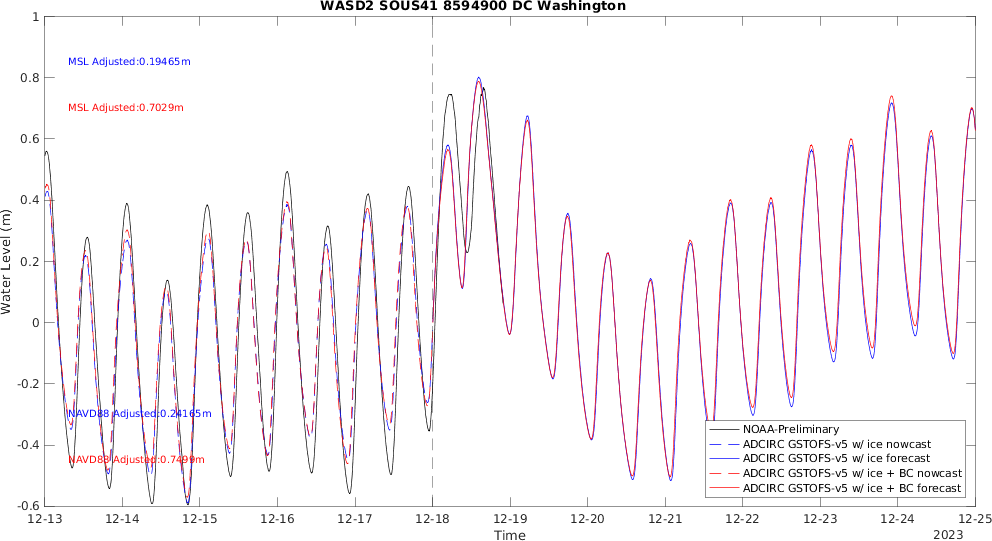 WASD2 SOUS41 8594900 DC Washington
1
0.8
0.6
0.4
0.2
0
-0.2
-0.4
-0.6
Water Level (m)
MSL Adjusted:0.19465m
MSL Adjusted:0.7029m
NAVD88 Adjusted:0.24165m
NAVD88 Adjusted:0.7499m
NOAA-Preliminary
ADCIRC GSTOFS-v5 w/ ice nowcast
ADCIRC GSTOFS-v5 w/ ice forecast
ADCIRC GSTOFS-v5 w/ ice + BC nowcast
ADCIRC GSTOFS-v5 w/ ice + BC forecast
12-13 12-14 12-15 12-16 12-17 12-18 12-19 12-20 12-21 12-22 12-23 12-24 12-25
Time
2023